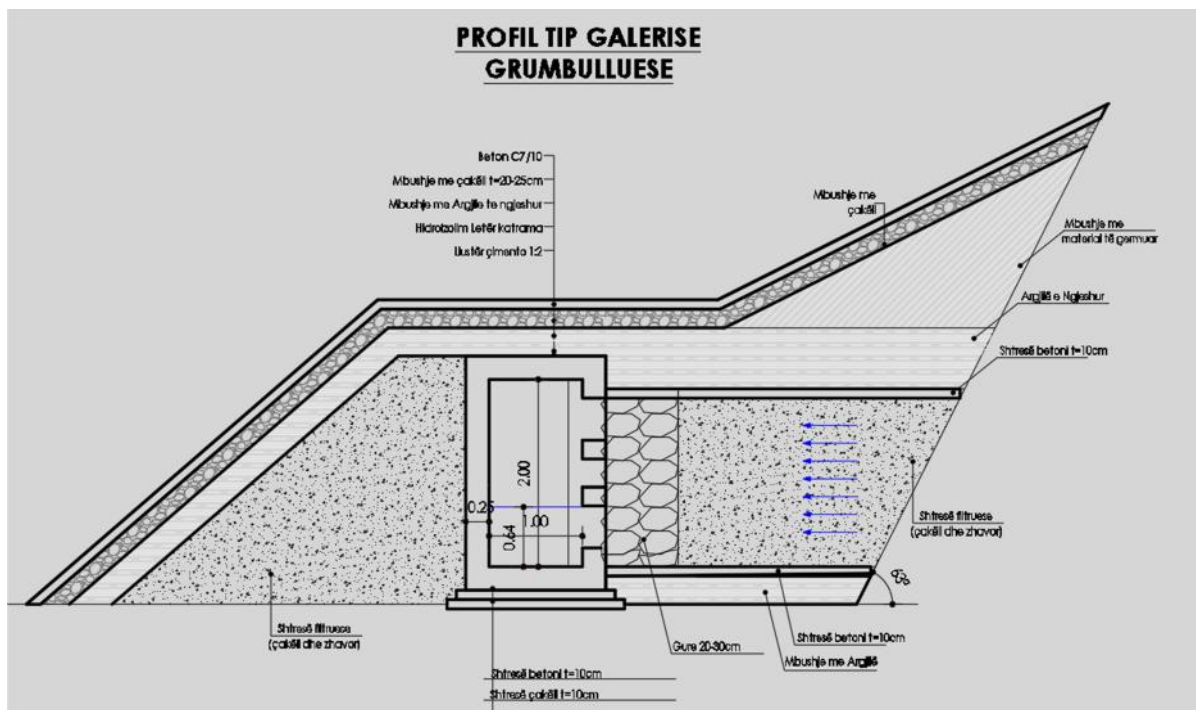 PROFIL TIP GALERISE
GRUMBULLUESE
Beton C7/10
Mbushje me çakëll t=20-25cm
Mbushje me Argjile te ngjeshur
Hidroizolim Letër katrama
Llustër çimento 1:2
Mbushje me
çakëll
Mbushje me
material të germuar
Argjilë e Ngjeshur
Shtresë betoni t=10cm
2.00
0.25
1.00
0.64
Shtresë filtruese
(çakëll dhe zhavor)
Shtresë filtruese
(çakëll dhe zhavor)
Gure 20-30cm
Shtresë betoni t=10cm
Mbushje me Argjilë
Shtresë betoni t=10cm
Shtresë çakëll t=10cm